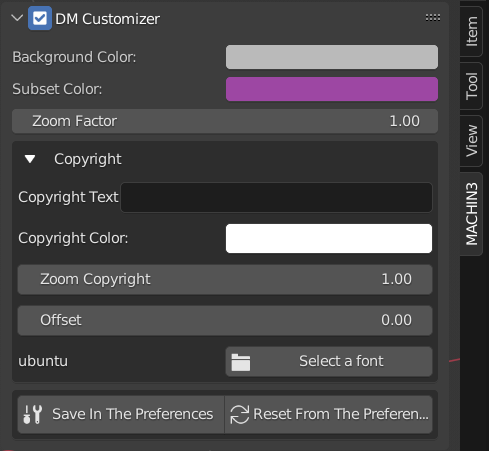 DM Customizer
Background Color:
Subset Color:
Zoom Factor 1.00
Copyright
Copyright Text
Copyright Color:
Zoom Copyright 1.00
Offset 0.00
ubuntu Select a font
Save In The Preferences Reset From The Preferen...
Item
Tool
View
MACHIN3